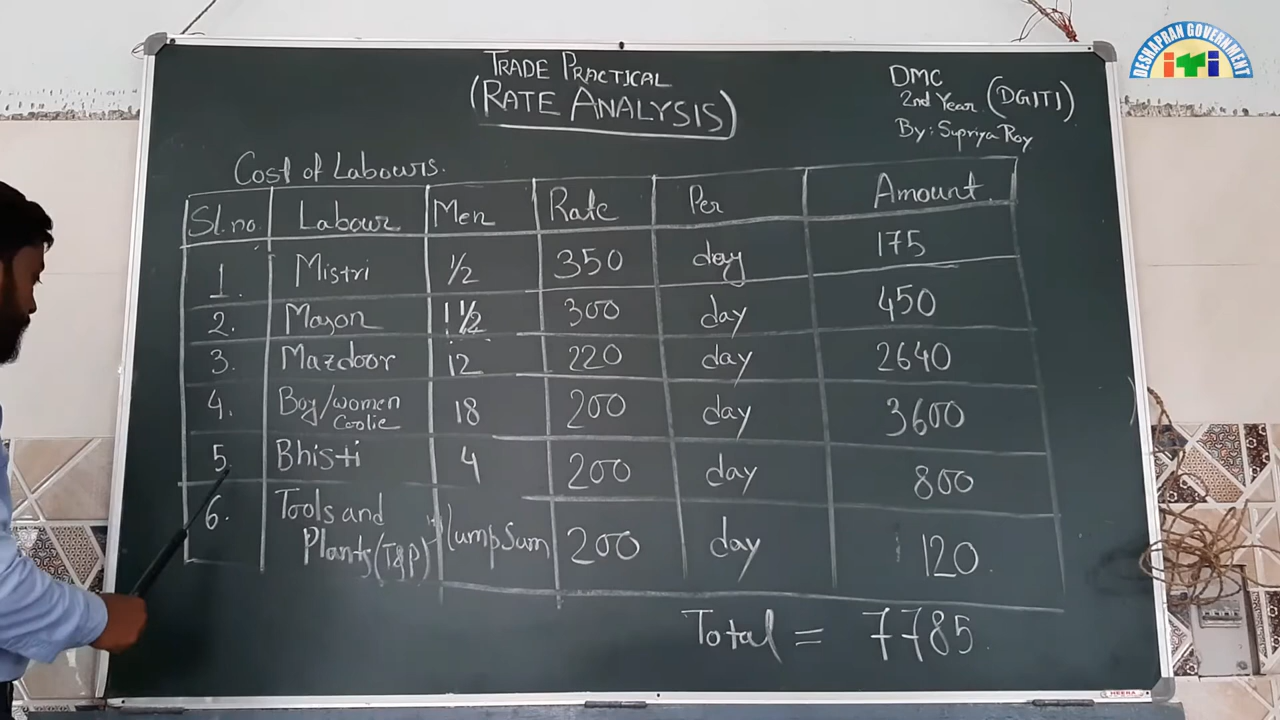 DESHAPRAN GOVERNMENT
iTi
TRADE PRACTICAL
(RATE ANALYSIS)
DMC
2nd Year (DGITI)
By: Supriya Roy
Cost of Labours.
Sl.no. Labour Men Rate Per Amount.
1. Mistri 1/2 350 day 175
2. Mason 1 1/2 300 day 450
3. Mazdoor 12 220 day 2640
4. Boy/women 18 200 day 3600
Coolie
5. Bhisti 4 200 day 800
6. Tools and lumpSum 200 day 120.
Plants (T&P)
Total = 7785.
HEERA